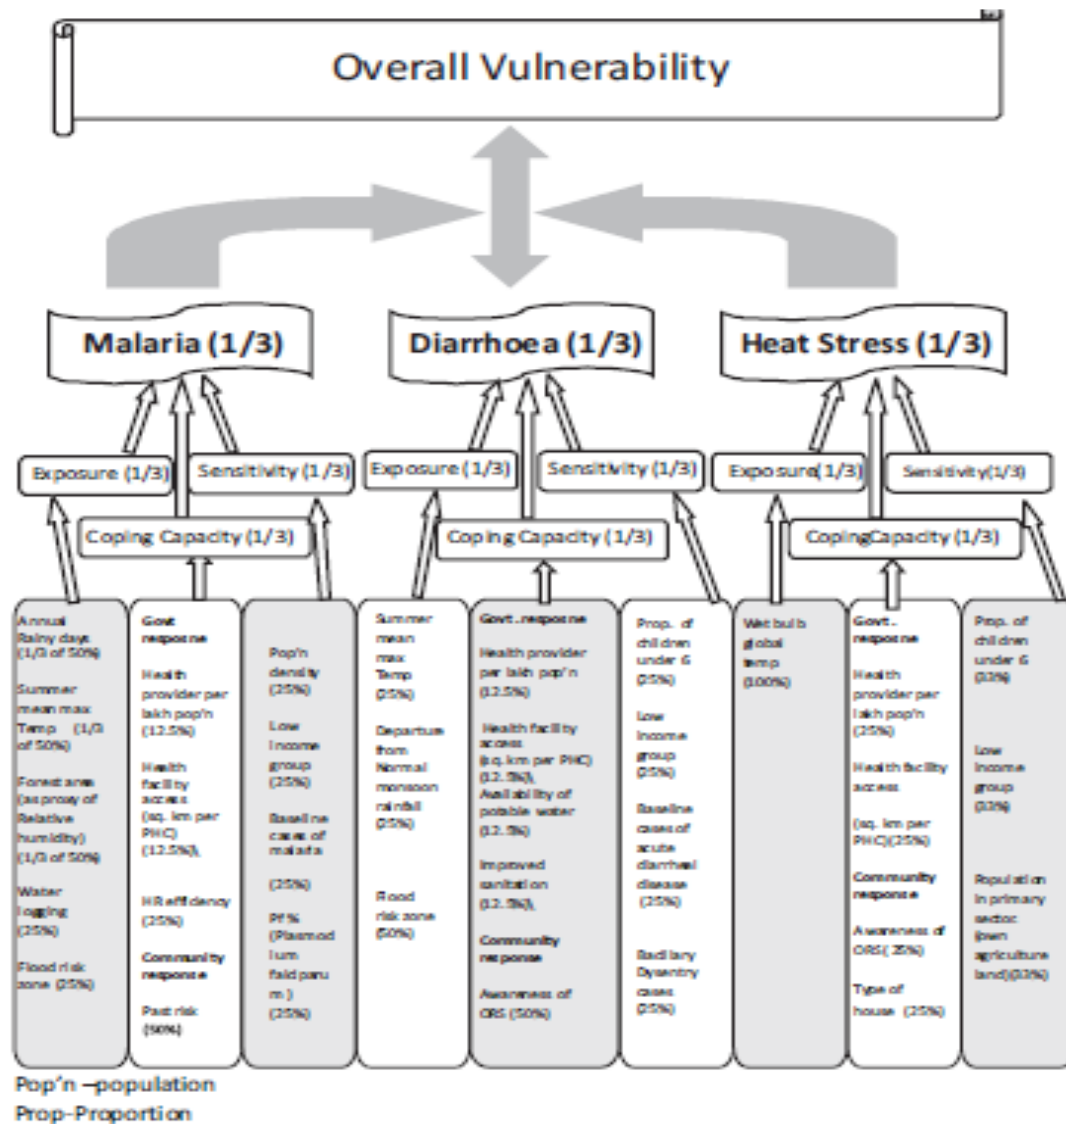 Overall Vulnerability
Malaria (1/3)
Diarrhoea (1/3)
Heat Stress (1/3)
Exposure (1/3)
Sensitivity (1/3)
Exposure (1/3)
Sensitivity (1/3)
Exposure(1/3)
Sensitivity(1/3)
Coping Capacity (1/3)
Coping Capacity (1/3)
CopingCapacity (1/3)
Annual
Rainy days
(1/3 of 50%)
Summer
mean max
Temp (1/3
of 50%)
Forest area
(as proxy of
Relative
humidity)
(1/3 of 50%)
Water
logging
(25%)
Flood risk
zone (25%)
Govt
resposne
Health
provider per
lakh pop'n
(12.5%)
Health
facility
access
(sq. km per
PHC)
(12.5%),
HR efficiency
(25%)
Community
response
Past risk
(50%)
Pop'n
density
(25%)
Low
Income
group
(25%)
Baseline
cases of
malaria
(25%)
Pf %
(Plasmod
ium
falciparu
m )
(25%)
Summer
mean
max
Temp
(25%)
Departure
from
Normal
monsoon
rainfall
(25%)
Flood
risk zone
(50%)
Govt. resposne
Health provider
per lakh pop'n
(12.5%)
Health facility
access
(sq. km per PHC)
(12.5%),
Availability of
potable water
(12.5%)
Improved
sanitation
(12.5%),
Community
response
Awareness of
ORS (50%)
Prop. of
children
under 6
(25%)
Low
Income
group
(25%)
Baseline
cases of
acute
diarrheal
disease
(25%)
Bacillary
Dysentry
cases
(25%)
Wet bulb
global
temp
(100%)
Govt..
resposne
Health
provider per
lakh pop'n
(25%)
Health facility
access
(sq. km per
PHC)(25%)
Community
response
Awareness of
ORS( 25%)
Type of
house (25%)
Prop. of
children
under 6
(33%)
Low
Income
group
(33%)
Population
in primary
sector
(own
agriculture
land)(33%)
Pop'n –population
Prop-Proportion